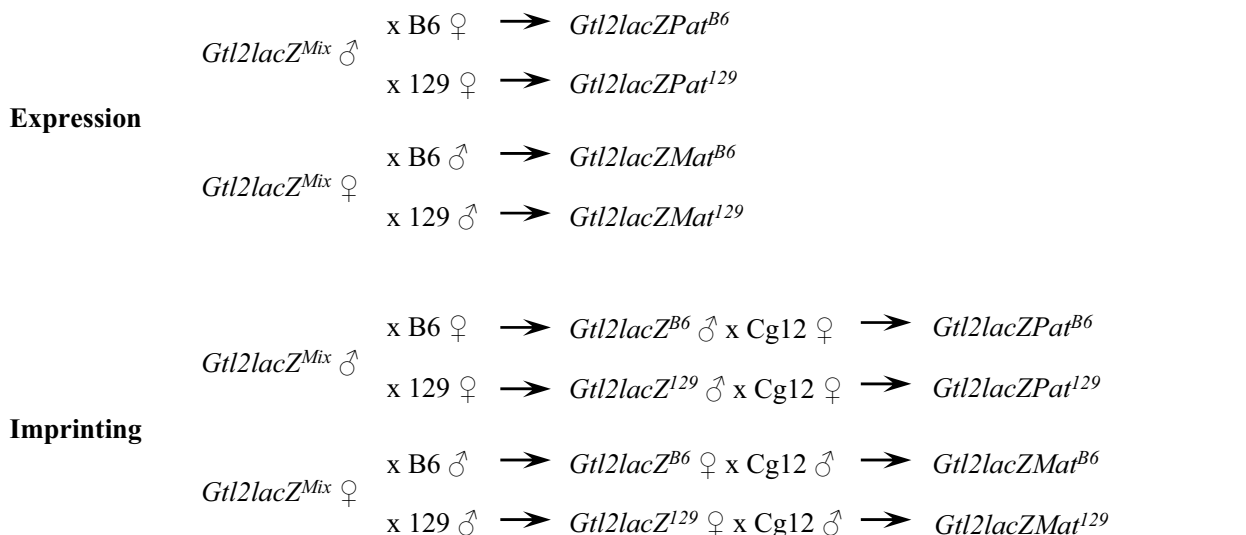 Gtl2lacZ^Mix ♂ x B6 ♀ → Gtl2lacZPat^B6
x 129 ♀ → Gtl2lacZPat^129
Expression
Gtl2lacZ^Mix ♀ x B6 ♂ → Gtl2lacZMat^B6
x 129 ♂ → Gtl2lacZMat^129
Gtl2lacZ^Mix ♂ x B6 ♀ → Gtl2lacZ^B6 ♂ x Cg12 ♀ → Gtl2lacZPat^B6
x 129 ♀ → Gtl2lacZ^129 ♂ x Cg12 ♀ → Gtl2lacZPat^129
Imprinting
Gtl2lacZ^Mix ♀ x B6 ♂ → Gtl2lacZ^B6 ♀ x Cg12 ♂ → Gtl2lacZMat^B6
x 129 ♂ → Gtl2lacZ^129 ♀ x Cg12 ♂ → Gtl2lacZMat^129